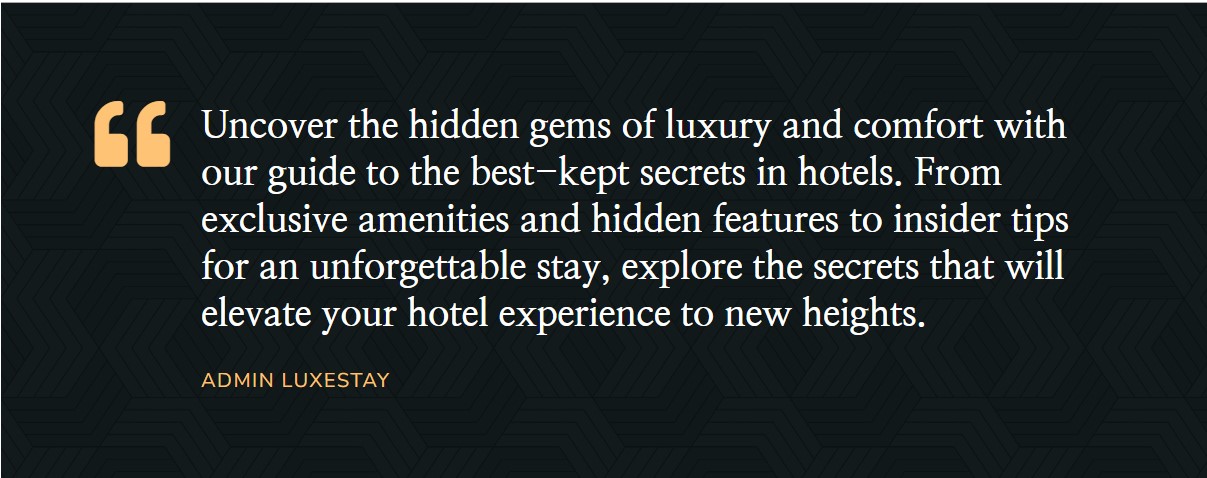 Uncover the hidden gems of luxury and comfort with
our guide to the best-kept secrets in hotels. From
exclusive amenities and hidden features to insider tips
for an unforgettable stay, explore the secrets that will
elevate your hotel experience to new heights.
ADMIN LUXESTAY